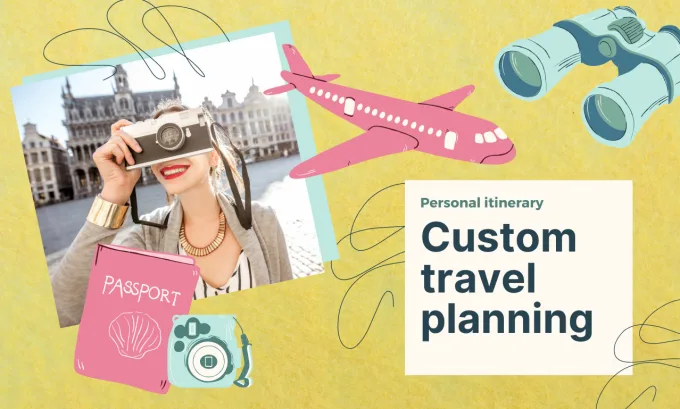 Personal itinerary
Custom
travel
planning
PASSPORT